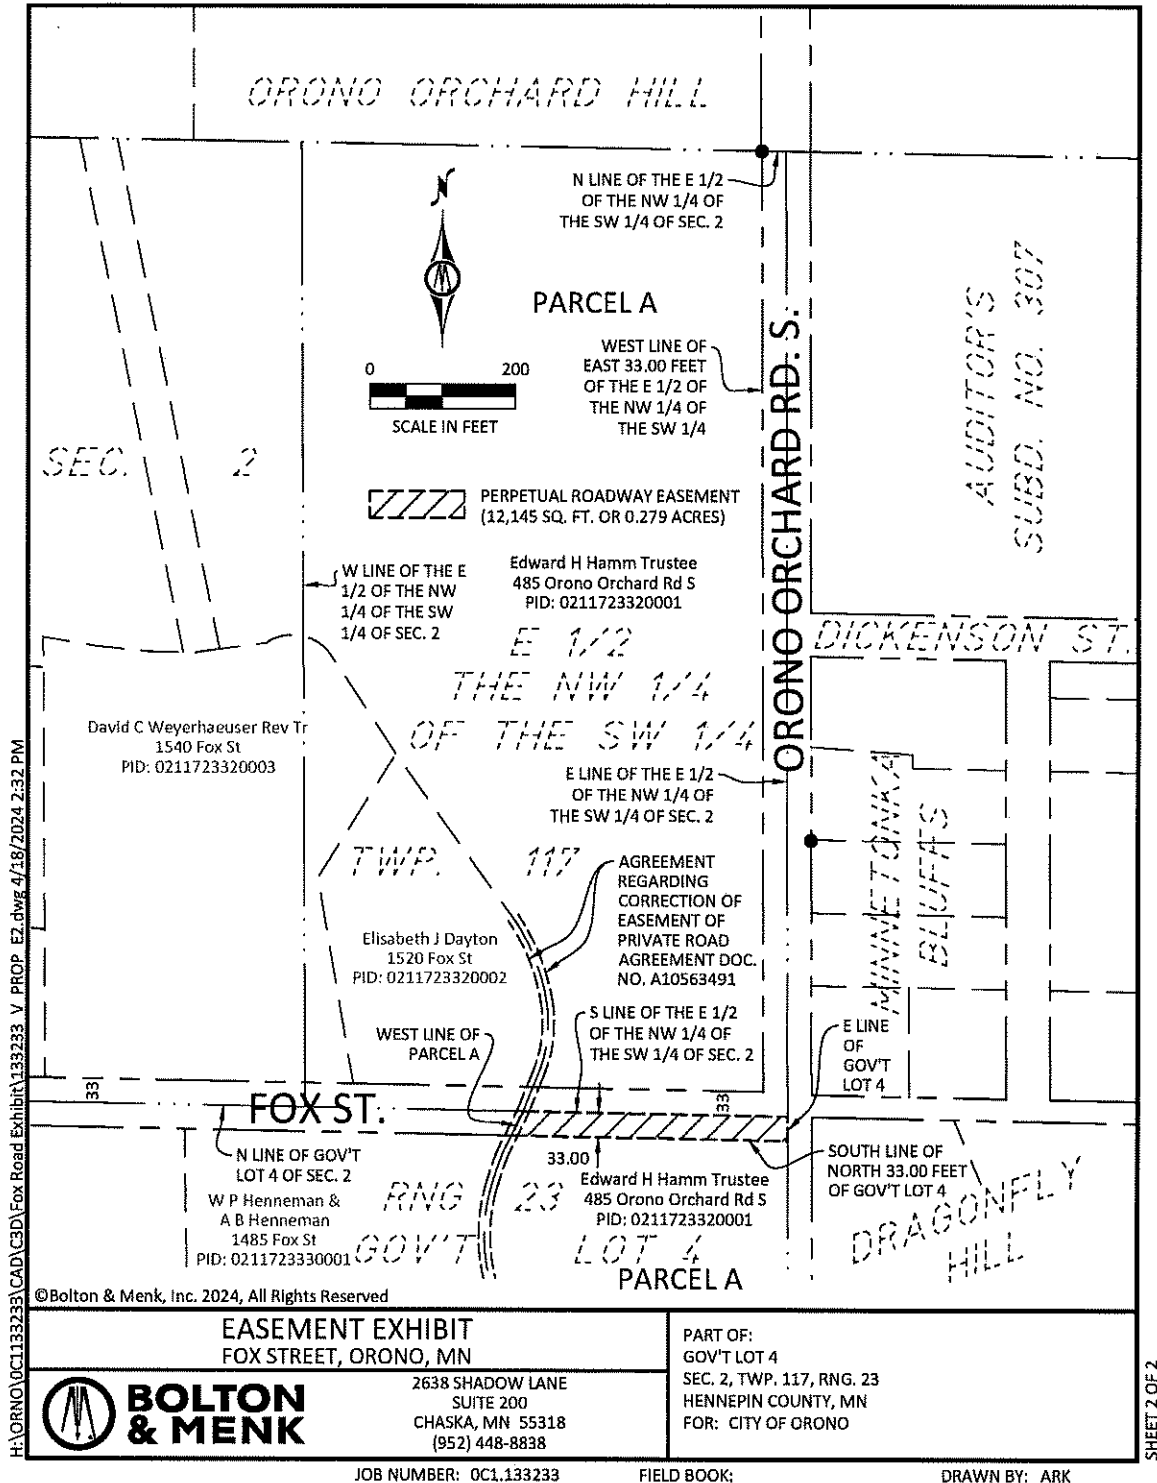 ORONO ORCHARD HILL
N LINE OF THE E 1/2
OF THE NW 1/4 OF
THE SW 1/4 OF SEC. 2
N
PARCEL A
WEST LINE OF
EAST 33.00 FEET
OF THE E 1/2 OF
THE NW 1/4 OF
THE SW 1/4
0 200
SCALE IN FEET
AUDITOR'S
SUBD. NO. 307
ORONO ORCHARD RD. S.
SEC. 2
PERPETUAL ROADWAY EASEMENT
(12,145 SQ. FT. OR 0.279 ACRES)
W LINE OF THE E
1/2 OF THE NW
1/4 OF THE SW
1/4 OF SEC. 2
Edward H Hamm Trustee
485 Orono Orchard Rd S
PID: 0211723320001
E 1/2
THE NW 1/4
OF THE SW 1/4
DICKENSON ST.
David C Weyerhaeuser Rev Tr
1540 Fox St
PID: 0211723320003
E LINE OF THE E 1/2
OF THE NW 1/4 OF
THE SW 1/4 OF SEC. 2
MINNETONKA
BLUFFS
TWP. 117
AGREEMENT
REGARDING
CORRECTION OF
EASEMENT OF
PRIVATE ROAD
AGREEMENT DOC.
NO. A10563491
Elisabeth J Dayton
1520 Fox St
PID: 0211723320002
S LINE OF THE E 1/2
OF THE NW 1/4 OF
THE SW 1/4 OF SEC. 2
WEST LINE OF
PARCEL A
E LINE
OF
GOV'T
LOT 4
33
33
FOX ST.
N LINE OF GOV'T
LOT 4 OF SEC. 2
33.00
SOUTH LINE OF
NORTH 33.00 FEET
OF GOV'T LOT 4
W P Henneman &
A B Henneman
1485 Fox St
PID: 0211723330001
RNG 23
Edward H Hamm Trustee
485 Orono Orchard Rd S
PID: 0211723320001
GOV'T LOT 4
DRAGONFLY
HILL
PARCEL A
©Bolton & Menk, Inc. 2024, All Rights Reserved
H:\ORNO\0C1133233\CAD\C3D\Fox Road Exhibit\133233_V_PROP_E2.dwg 4/18/2024 2:32 PM
EASEMENT EXHIBIT
FOX STREET, ORONO, MN
BOLTON
& MENK
2638 SHADOW LANE
SUITE 200
CHASKA, MN 55318
(952) 448-8838
PART OF:
GOV'T LOT 4
SEC. 2, TWP. 117, RNG. 23
HENNEPIN COUNTY, MN
FOR: CITY OF ORONO
SHEET 2 OF 2
JOB NUMBER: 0C1.133233 FIELD BOOK: DRAWN BY: ARK